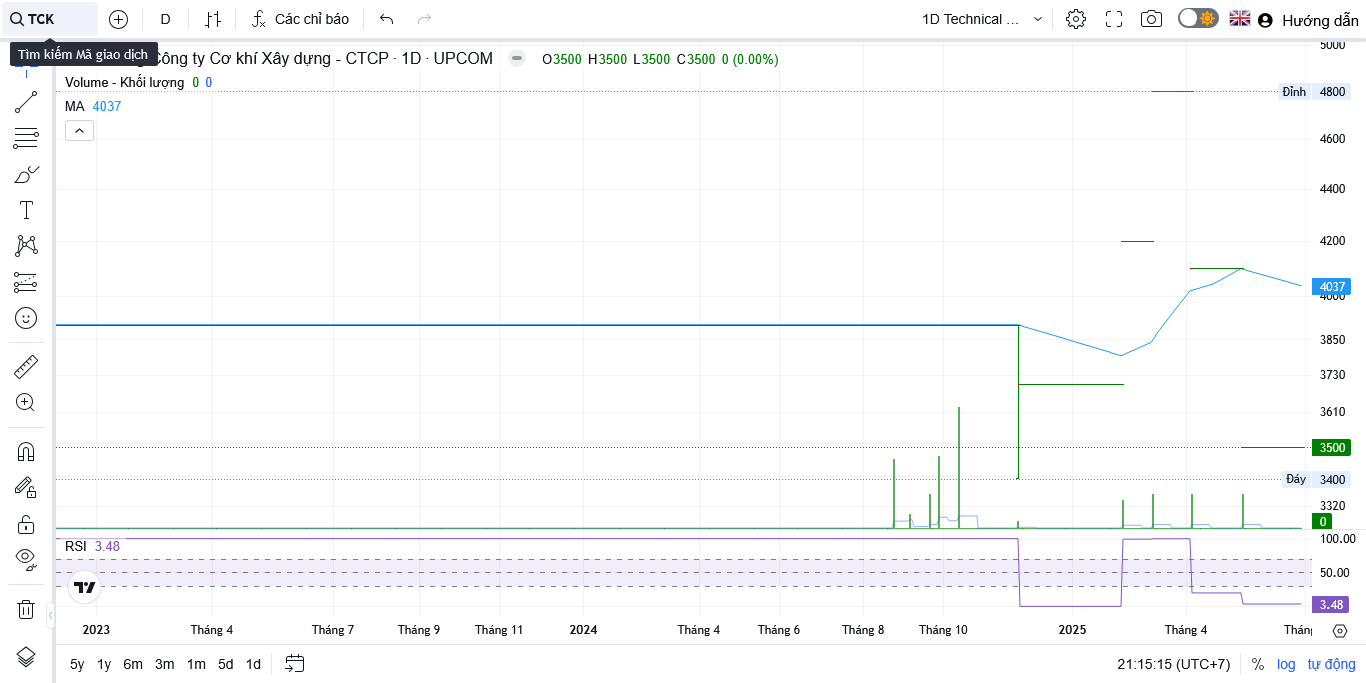 TCK D Các chỉ báo 1D Technical ... Hướng dẫn
Tìm kiếm Mã giao dịch
Công ty Cơ khí Xây dựng - CTCP · 1D · UPCOM O3500 H3500 L3500 C3500 0 (0.00%)
Volume - Khối lượng 0 0
MA 4037
5000
Đỉnh 4800
4600
4400
4200
4037
4000
3850
3730
3610
3500
Đáy 3400
3320
0
RSI 3.48
100.00
50.00
3.48
2023 Tháng 4 Tháng 7 Tháng 9 Tháng 11 2024 Tháng 4 Tháng 6 Tháng 8 Tháng 10 2025 Tháng 4 Thán
5y 1y 6m 3m 1m 5d 1d 21:15:15 (UTC+7) % log tự động